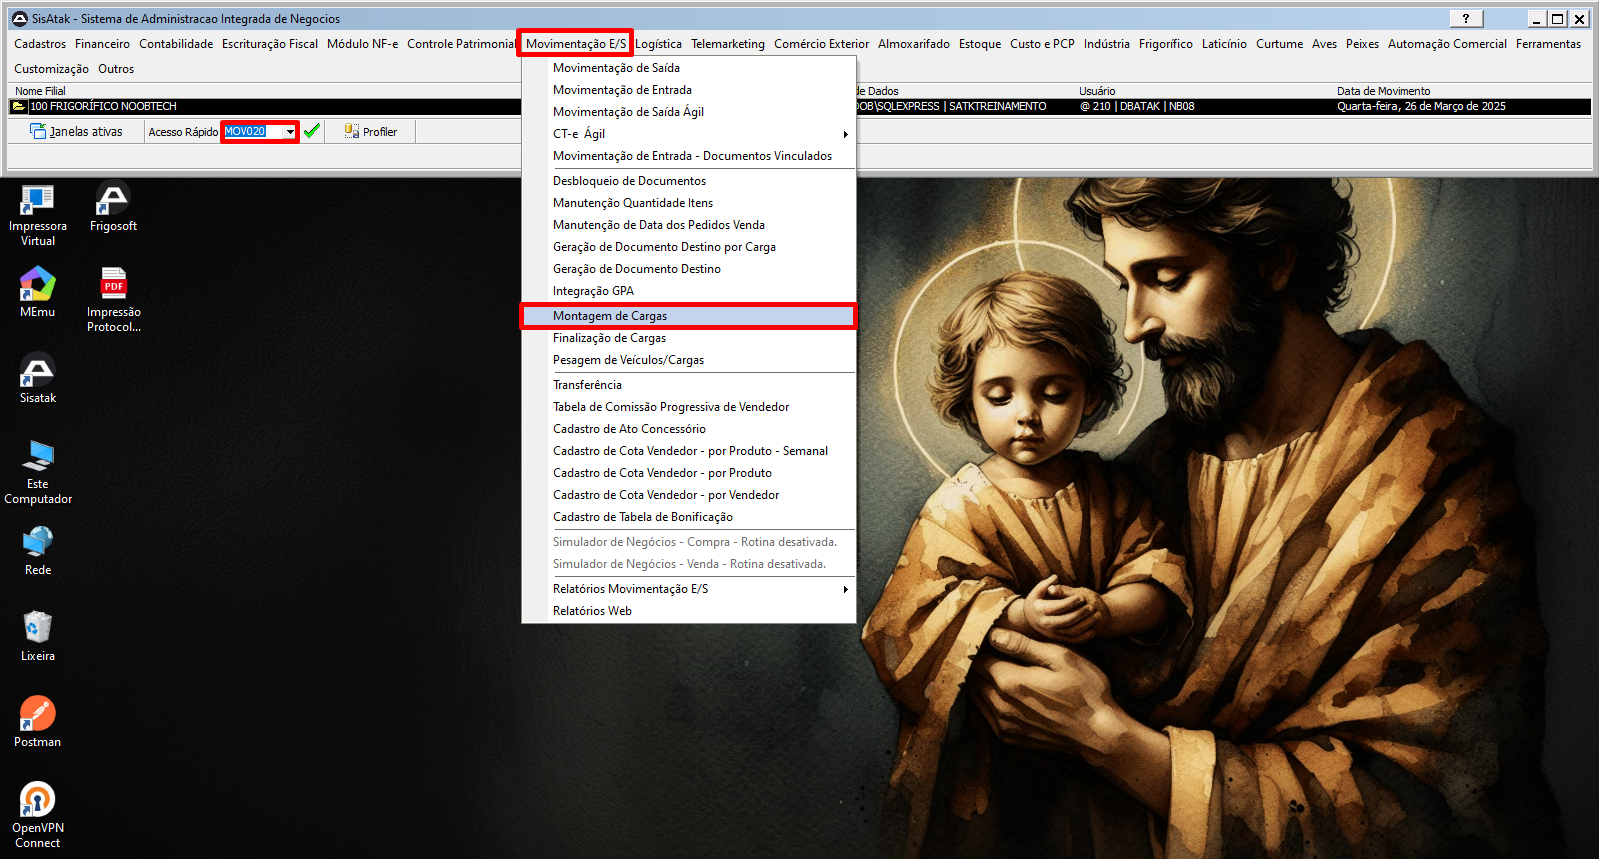 SisAtak - Sistema de Administracao Integrada de Negocios
?
Cadastros Financeiro Contabilidade Escrituração Fiscal Módulo NF-e Controle Patrimonial Movimentação E/S Logística Telemarketing Comércio Exterior Almoxarifado Estoque Custo e PCP Indústria Frigorífico Laticínio Curtume Aves Peixes Automação Comercial Ferramentas
Customização Outros
Nome Filial de Dados Usuário Data de Movimento
100 FRIGORÍFICO NOOBTECH OB\SQLEXPRESS | SATKTREINAMENTO @ 210 | DBATAK | NB08 Quarta-feira, 26 de Março de 2025
Janelas ativas Acesso Rápido MOV020 Profiler
Movimentação de Saída
Movimentação de Entrada
Movimentação de Saída Ágil
CT-e Ágil
Movimentação de Entrada - Documentos Vinculados
Desbloqueio de Documentos
Manutenção Quantidade Itens
Manutenção de Data dos Pedidos Venda
Geração de Documento Destino por Carga
Geração de Documento Destino
Integração GPA
Montagem de Cargas
Finalização de Cargas
Pesagem de Veículos/Cargas
Transferência
Tabela de Comissão Progressiva de Vendedor
Cadastro de Ato Concessório
Cadastro de Cota Vendedor - por Produto - Semanal
Cadastro de Cota Vendedor - por Produto
Cadastro de Cota Vendedor - por Vendedor
Cadastro de Tabela de Bonificação
Simulador de Negócios - Compra - Rotina desativada.
Simulador de Negócios - Venda - Rotina desativada.
Relatórios Movimentação E/S
Relatórios Web
Impressora
Virtual
Frigosoft
MEmu
PDF
Impressão
Protocol...
Sisatak
Este
Computador
Rede
Lixeira
Postman
OpenVPN
Connect